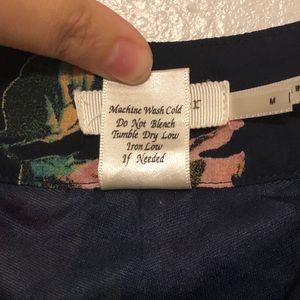 Machine Wash Cold
Do Not Bleach
Tumble Dry Low
Iron Low
If Needed
M